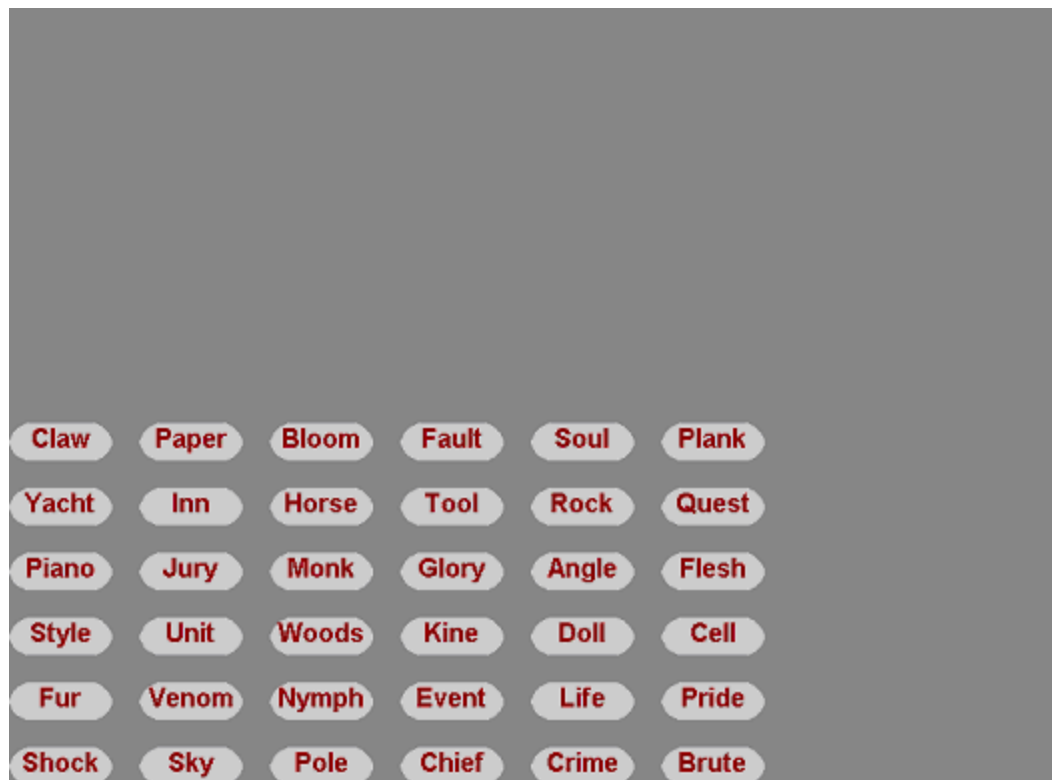 Claw Paper Bloom Fault Soul Plank
Yacht Inn Horse Tool Rock Quest
Piano Jury Monk Glory Angle Flesh
Style Unit Woods Kine Doll Cell
Fur Venom Nymph Event Life Pride
Shock Sky Pole Chief Crime Brute